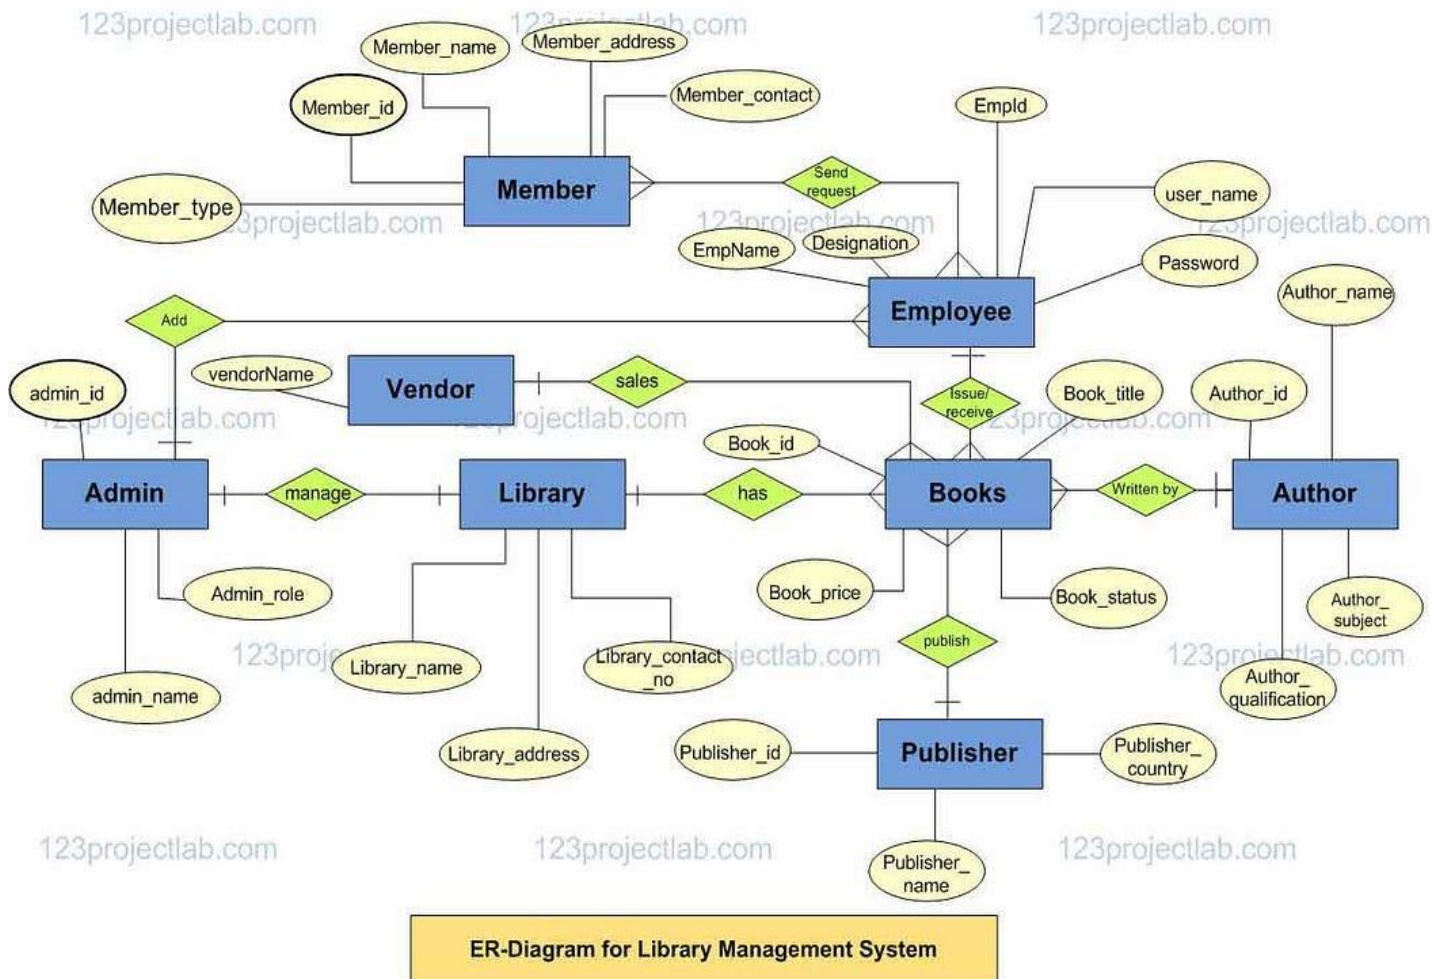 123projectlab.com
123projectlab.com
123projectlab.com
Member_name
Member_address
Member_id
Member_contact
EmpId
Member
Send
request
Member_type
user_name
123projectlab.com
123projectlab.com
123projectlab.com
EmpName
Designation
Password
Author_name
Employee
Add
vendorName
Vendor
sales
admin_id
Issue/
receive
Book_title
Author_id
123projectlab.com
123projectlab.com
123projectlab.com
Book_id
Admin
manage
Library
has
Books
Written by
Author
Admin_role
Book_price
Book_status
Author_
subject
123projectlab.com
123projectlab.com
123projectlab.com
Library_name
Library_contact
_no
publish
admin_name
Author_
qualification
Library_address
Publisher_id
Publisher
Publisher_
country
123projectlab.com
123projectlab.com
123projectlab.com
Publisher_
name
ER-Diagram for Library Management System